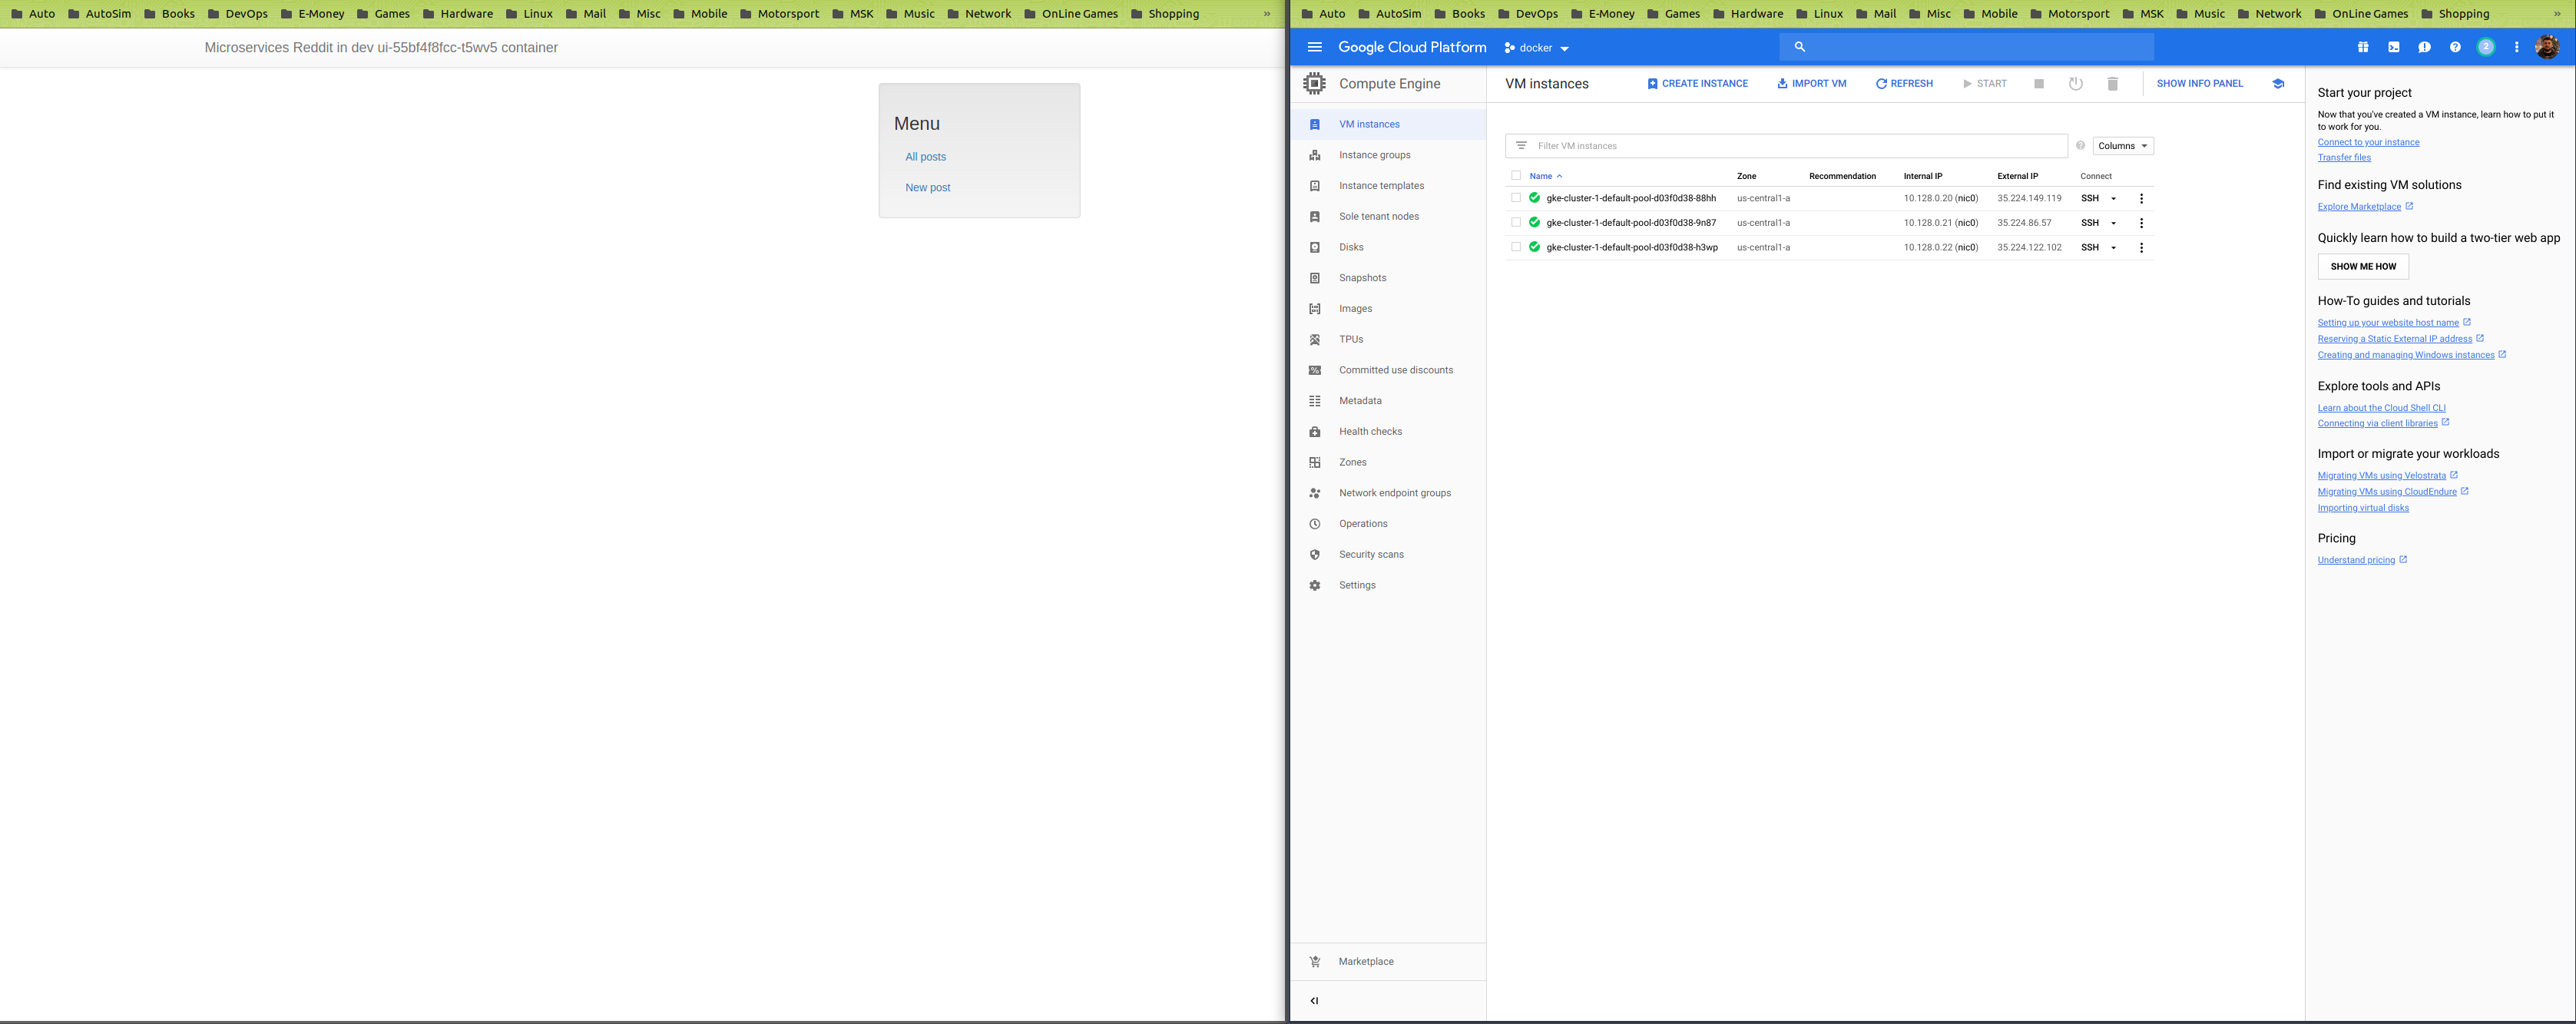 Auto AutoSim Books DevOps E-Money Games Hardware Linux Mail Misc Mobile Motorsport MSK Music Network OnLine Games Shopping »
Microservices Reddit in dev ui-55bf4f8fcc-t5wv5 container
Menu
All posts
New post
Auto AutoSim Books DevOps E-Money Games Hardware Linux Mail Misc Mobile Motorsport MSK Music Network OnLine Games Shopping »
Google Cloud Platform docker 2
Compute Engine
VM instances
Instance groups
Instance templates
Sole tenant nodes
Disks
Snapshots
Images
TPUs
Committed use discounts
Metadata
Health checks
Zones
Network endpoint groups
Operations
Security scans
Settings
Marketplace
VM instances CREATE INSTANCE IMPORT VM REFRESH START SHOW INFO PANEL
Filter VM instances Columns
Name Zone Recommendation Internal IP External IP Connect
gke-cluster-1-default-pool-d03f0d38-88hh us-central1-a 10.128.0.20 (nic0) 35.224.149.119 SSH
gke-cluster-1-default-pool-d03f0d38-9n87 us-central1-a 10.128.0.21 (nic0) 35.224.86.57 SSH
gke-cluster-1-default-pool-d03f0d38-h3wp us-central1-a 10.128.0.22 (nic0) 35.224.122.102 SSH
Start your project
Now that you've created a VM instance, learn how to put it
to work for you.
Connect to your instance
Transfer files
Find existing VM solutions
Explore Marketplace
Quickly learn how to build a two-tier web app
SHOW ME HOW
How-To guides and tutorials
Setting up your website host name
Reserving a Static External IP address
Creating and managing Windows instances
Explore tools and APIs
Learn about the Cloud Shell CLI
Connecting via client libraries
Import or migrate your workloads
Migrating VMs using Velostrata
Migrating VMs using CloudEndure
Importing virtual disks
Pricing
Understand pricing